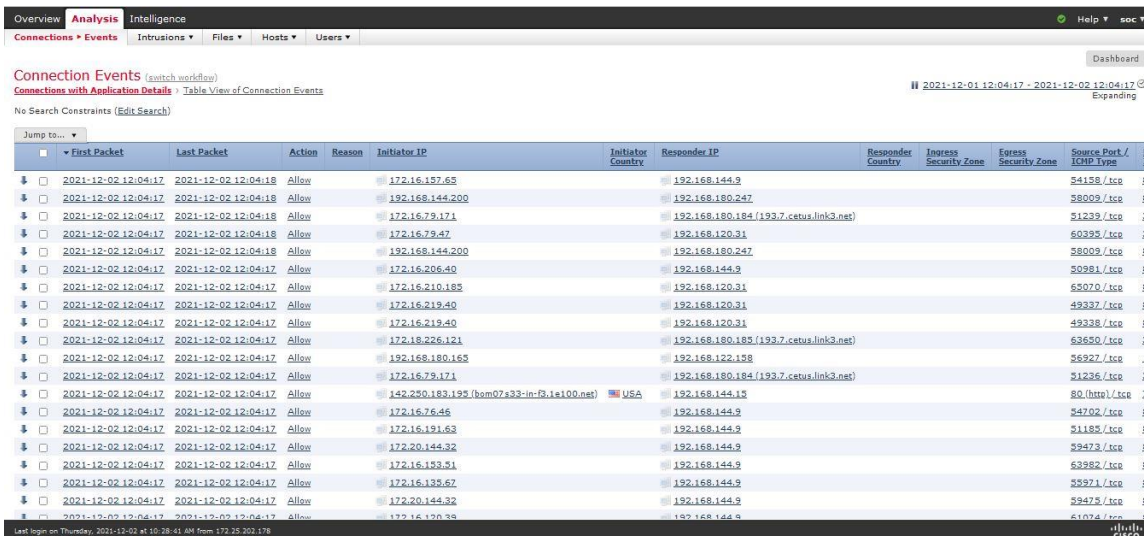 Overview Analysis Intelligence Help ▼ soc ▼
Connections ▸ Events Intrusions ▼ Files ▼ Hosts ▼ Users ▼
Dashboard
Connection Events (switch workflow)
Connections with Application Details > Table View of Connection Events
2021-12-01 12:04:17 - 2021-12-02 12:04:17
Expanding
No Search Constraints (Edit Search)
Jump to... ▼
▼ First Packet Last Packet Action Reason Initiator IP Initiator Country Responder IP Responder Country Ingress Security Zone Egress Security Zone Source Port / ICMP Type
2021-12-02 12:04:17 2021-12-02 12:04:18 Allow 172.16.157.65 192.168.144.9 54158 / tcp
2021-12-02 12:04:17 2021-12-02 12:04:18 Allow 192.168.144.200 192.168.180.247 58009 / tcp
2021-12-02 12:04:17 2021-12-02 12:04:18 Allow 172.16.79.171 192.168.180.184 (193.7.cetus.link3.net) 51239 / tcp
2021-12-02 12:04:17 2021-12-02 12:04:18 Allow 172.16.79.47 192.168.120.31 60395 / tcp
2021-12-02 12:04:17 2021-12-02 12:04:18 Allow 192.168.144.200 192.168.180.247 58009 / tcp
2021-12-02 12:04:17 2021-12-02 12:04:17 Allow 172.16.206.40 192.168.144.9 50981 / tcp
2021-12-02 12:04:17 2021-12-02 12:04:17 Allow 172.16.210.185 192.168.120.31 65070 / tcp
2021-12-02 12:04:17 2021-12-02 12:04:17 Allow 172.16.219.40 192.168.120.31 49337 / tcp
2021-12-02 12:04:17 2021-12-02 12:04:17 Allow 172.16.219.40 192.168.120.31 49338 / tcp
2021-12-02 12:04:17 2021-12-02 12:04:17 Allow 172.18.226.121 192.168.180.185 (193.7.cetus.link3.net) 63650 / tcp
2021-12-02 12:04:17 2021-12-02 12:04:17 Allow 192.168.180.165 192.168.122.158 56927 / tcp
2021-12-02 12:04:17 2021-12-02 12:04:17 Allow 172.16.79.171 192.168.180.184 (193.7.cetus.link3.net) 51236 / tcp
2021-12-02 12:04:17 2021-12-02 12:04:17 Allow 142.250.183.195 (bom07s33-in-f3.1e100.net) USA 192.168.144.15 80 (http) / tcp
2021-12-02 12:04:17 2021-12-02 12:04:17 Allow 172.16.76.46 192.168.144.9 54702 / tcp
2021-12-02 12:04:17 2021-12-02 12:04:17 Allow 172.16.191.63 192.168.144.9 51185 / tcp
2021-12-02 12:04:17 2021-12-02 12:04:17 Allow 172.20.144.32 192.168.144.9 59473 / tcp
2021-12-02 12:04:17 2021-12-02 12:04:17 Allow 172.16.153.51 192.168.144.9 63982 / tcp
2021-12-02 12:04:17 2021-12-02 12:04:17 Allow 172.16.135.67 192.168.144.9 55971 / tcp
2021-12-02 12:04:17 2021-12-02 12:04:17 Allow 172.20.144.32 192.168.144.9 59475 / tcp
2021-12-02 12:04:17 2021-12-02 12:04:17 Allow 172.16.120.39 192.168.144.9 61074 / tcp
Last login on Thursday, 2021-12-02 at 10:28:41 AM from 172.25.202.178
CISCO